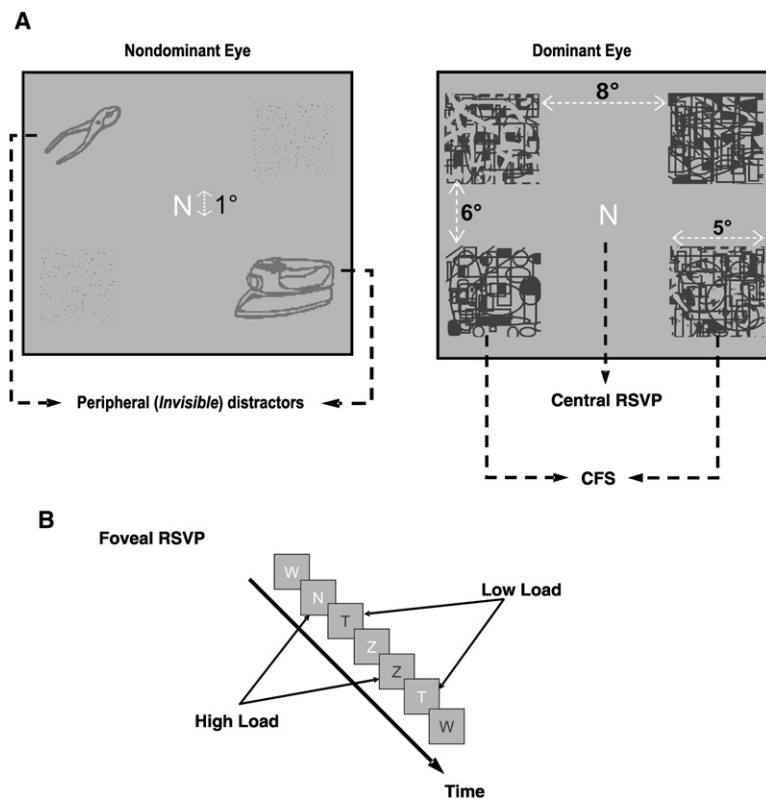 A
Nondominant Eye
Dominant Eye
8°
N 1°
6°
N
5°
Peripheral (Invisible) distractors
Central RSVP
CFS
B
Foveal RSVP
W
N
T
Z
Z
T
W
Low Load
High Load
Time